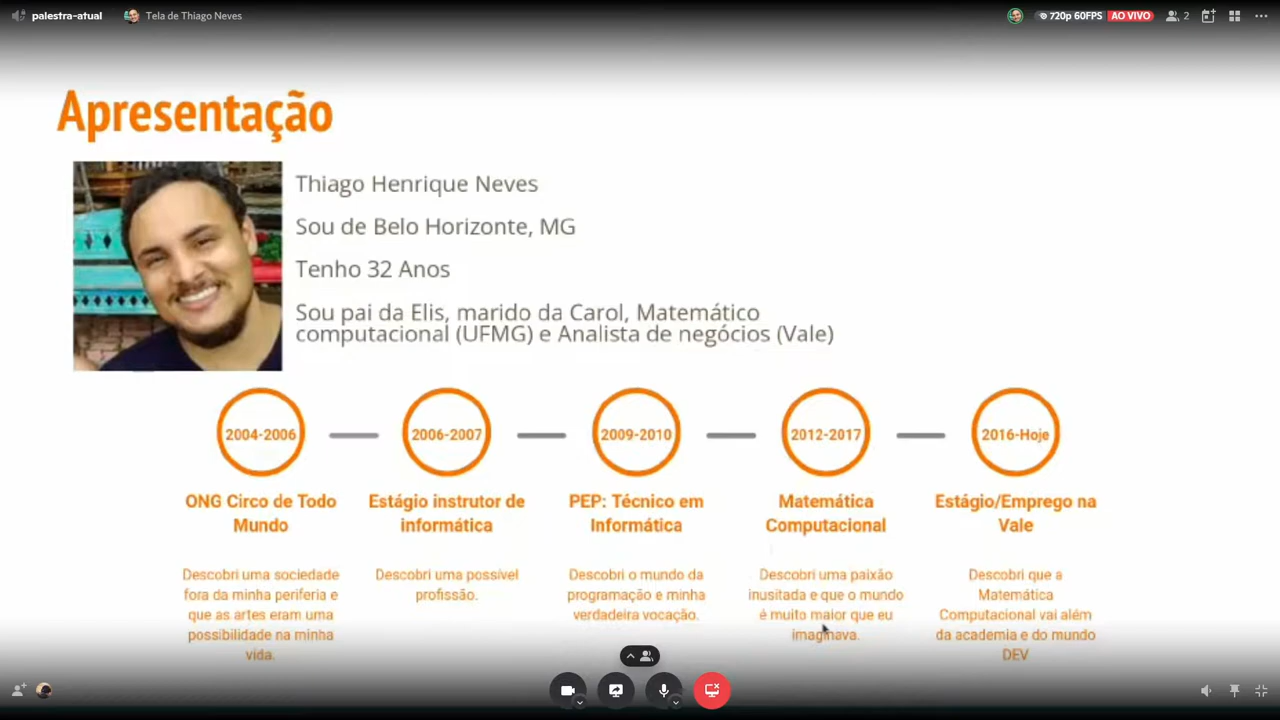 palestra-atual
Tela de Thiago Neves
720p 60FPS
AO VIVO
2
Apresentação
Thiago Henrique Neves
Sou de Belo Horizonte, MG
Tenho 32 Anos
Sou pai da Elis, marido da Carol, Matemático
computacional (UFMG) e Analista de negócios (Vale)
2004-2006
ONG Circo de Todo
Mundo
Descobri uma sociedade
fora da minha periferia e
que as artes eram uma
possibilidade na minha
vida.
2006-2007
Estágio instrutor de
informática
Descobri uma possível
profissão.
2009-2010
PEP: Técnico em
Informática
Descobri o mundo da
programação e minha
verdadeira vocação.
2012-2017
Matemática
Computacional
Descobri uma paixão
inusitada e que o mundo
é muito maior que eu
imaginava.
2016-Hoje
Estágio/Emprego na
Vale
Descobri que a
Matemática
Computacional vai além
da academia e do mundo
DEV